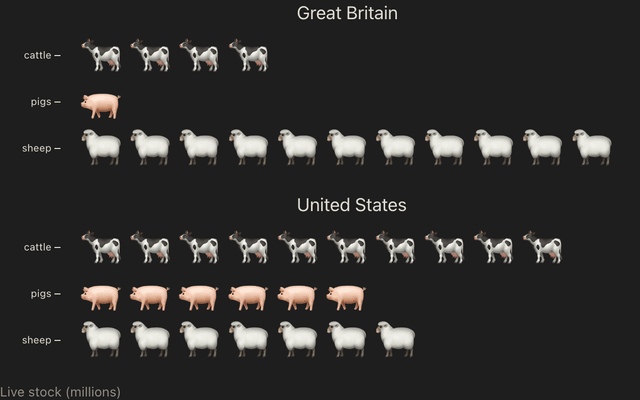 Great Britain
cattle
pigs
sheep
United States
cattle
pigs
sheep
Live stock (millions)